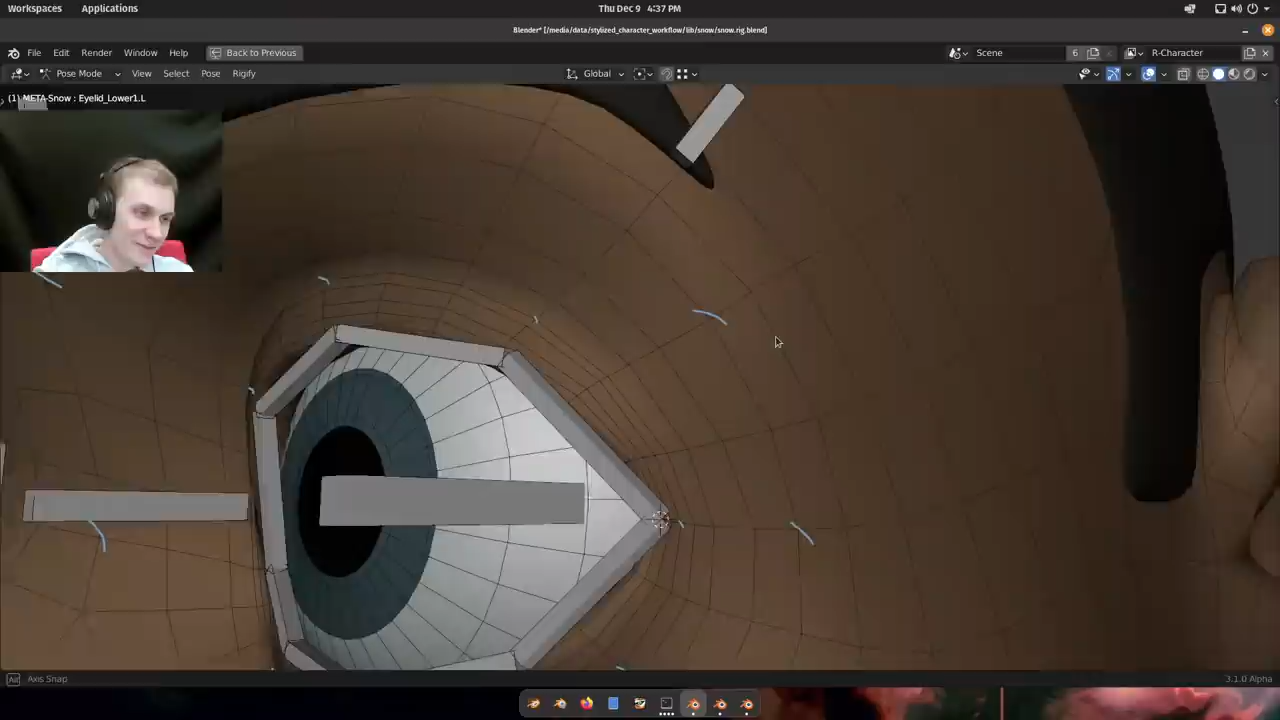 Workspaces Applications Thu Dec 9 4:37 PM
Blender* [/media/data/stylized_character_workflow/lib/snow/snow.rig.blend]
File Edit Render Window Help Back to Previous Scene 6 R-Character
Pose Mode View Select Pose Rigify Global
(1) META-Snow : Eyelid_Lower1.L
Alt Axis Snap 3.1.0 Alpha